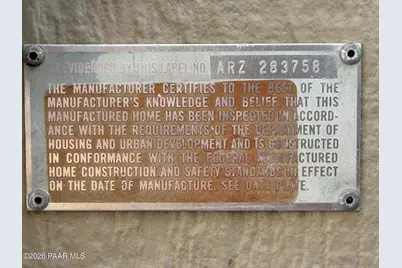 AS EVIDENCED BY THIS LABEL NO. ARZ 283758
THE MANUFACTURER CERTIFIES TO THE BEST OF THE
MANUFACTURER'S KNOWLEDGE AND BELIEF THAT THIS
MANUFACTURED HOME HAS BEEN INSPECTED IN ACCORD-
ANCE WITH THE REQUIREMENTS OF THE DEPARTMENT OF
HOUSING AND URBAN DEVELOPMENT AND IS CONSTRUCTED
IN CONFORMANCE WITH THE FEDERAL MANUFACTURED
HOME CONSTRUCTION AND SAFETY STANDARDS IN EFFECT
ON THE DATE OF MANUFACTURE. SEE DATA PLATE.
©2026 PAAR MLS